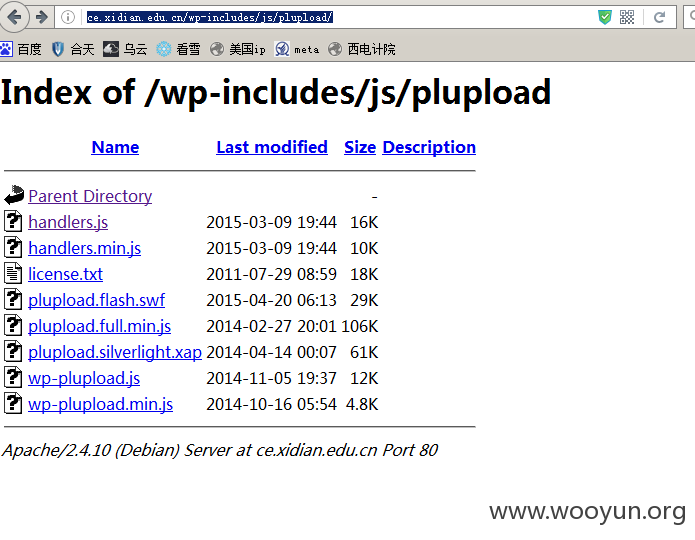 ce.xidian.edu.cn/wp-includes/js/plupload/
百度 合天 乌云 看雪 美国ip meta 西电计院
Index of /wp-includes/js/plupload
Name Last modified Size Description
Parent Directory -
handlers.js 2015-03-09 19:44 16K
handlers.min.js 2015-03-09 19:44 10K
license.txt 2011-07-29 08:59 18K
plupload.flash.swf 2015-04-20 06:13 29K
plupload.full.min.js 2014-02-27 20:01 106K
plupload.silverlight.xap 2014-04-14 00:07 61K
wp-plupload.js 2014-11-05 19:37 12K
wp-plupload.min.js 2014-10-16 05:54 4.8K
Apache/2.4.10 (Debian) Server at ce.xidian.edu.cn Port 80
www.wooyun.org